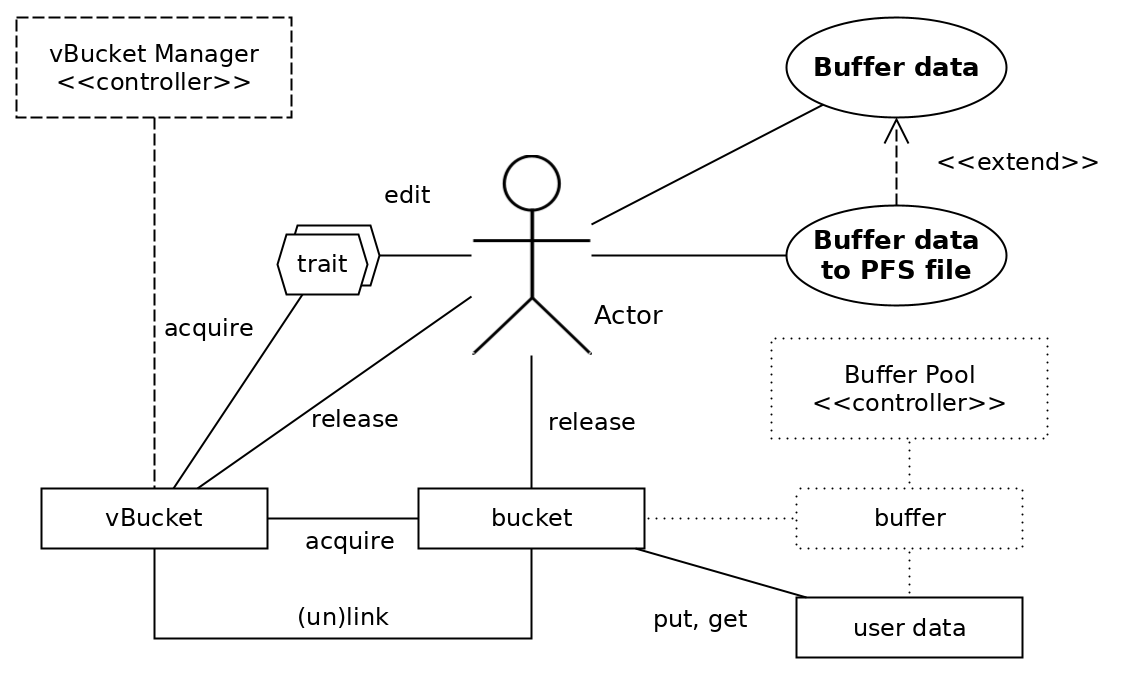 vBucket Manager
<<controller>>
Buffer data
<<extend>>
edit
Buffer data
to PFS file
trait
Actor
acquire
Buffer Pool
<<controller>>
release
release
vBucket
bucket
buffer
acquire
(un)link
put, get
user data